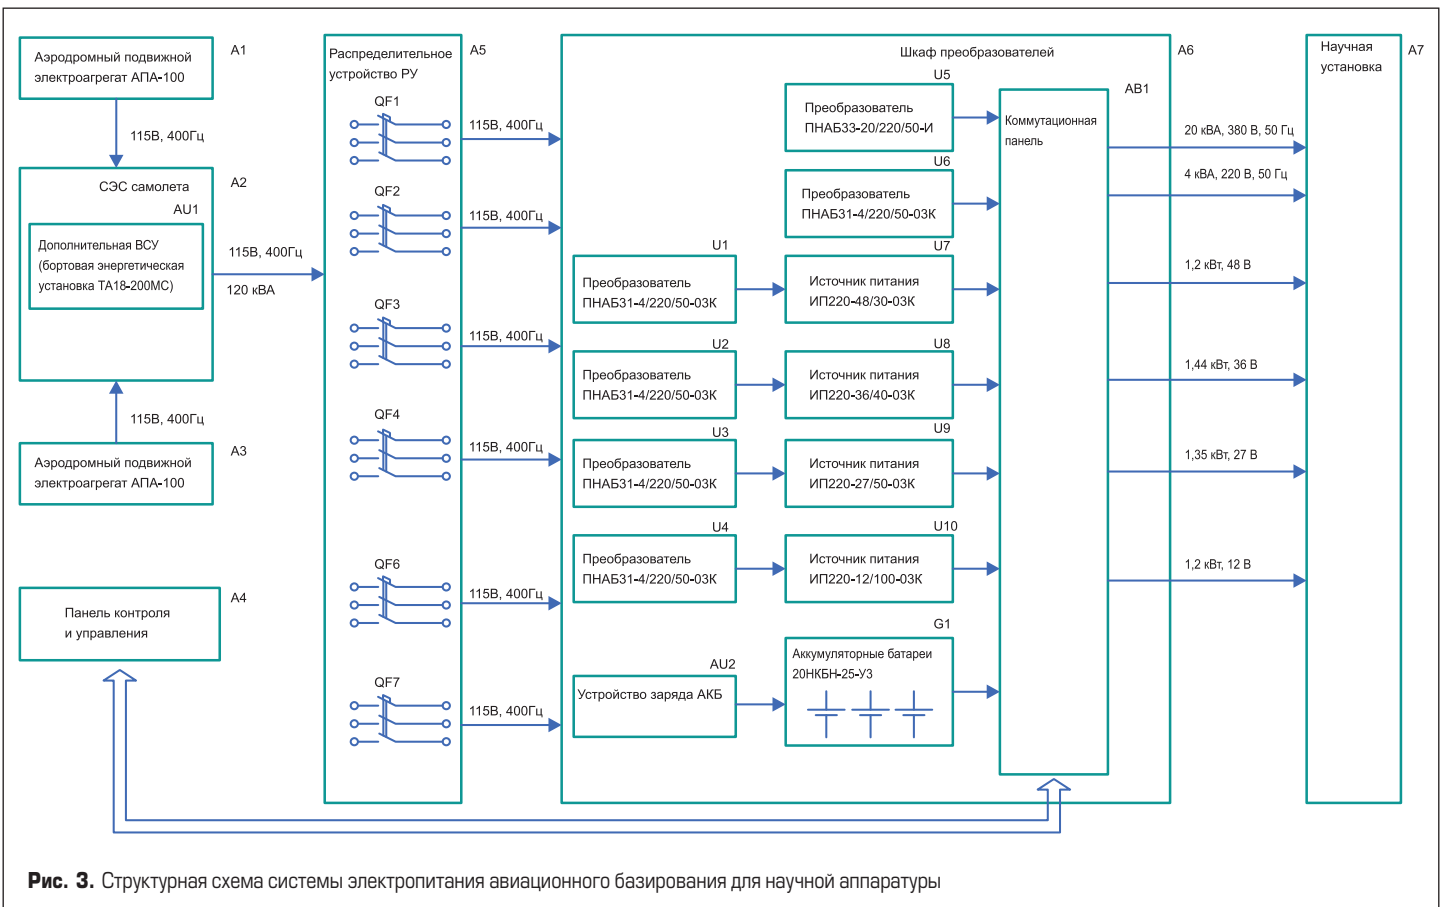 Аэродромный подвижной
электроагрегат АПА-100
А1
115В, 400Гц
СЭС самолета
А2
AU1
Дополнительная ВСУ
(бортовая энергетическая
установка ТА18-200МС)
115В, 400Гц
120 кВА
115В, 400Гц
Аэродромный подвижной
электроагрегат АПА-100
А3
Панель контроля
и управления
А4
Распределительное
устройство РУ
А5
QF1
115В, 400Гц
QF2
115В, 400Гц
QF3
115В, 400Гц
QF4
115В, 400Гц
QF6
115В, 400Гц
QF7
115В, 400Гц
Шкаф преобразователей
А6
U5
Преобразователь
ПНАБ33-20/220/50-И
U6
Преобразователь
ПНАБ31-4/220/50-03К
U1
Преобразователь
ПНАБ31-4/220/50-03К
U7
Источник питания
ИП220-48/30-03К
U2
Преобразователь
ПНАБ31-4/220/50-03К
U8
Источник питания
ИП220-36/40-03К
U3
Преобразователь
ПНАБ31-4/220/50-03К
U9
Источник питания
ИП220-27/50-03К
U4
Преобразователь
ПНАБ31-4/220/50-03К
U10
Источник питания
ИП220-12/100-03К
AU2
Устройство заряда АКБ
G1
Аккумуляторные батареи
20НКБН-25-У3
АВ1
Коммутационная
панель
20 кВА, 380 В, 50 Гц
4 кВА, 220 В, 50 Гц
1,2 кВт, 48 В
1,44 кВт, 36 В
1,35 кВт, 27 В
1,2 кВт, 12 В
Научная
установка
А7
Рис. 3. Структурная схема системы электропитания авиационного базирования для научной аппаратуры